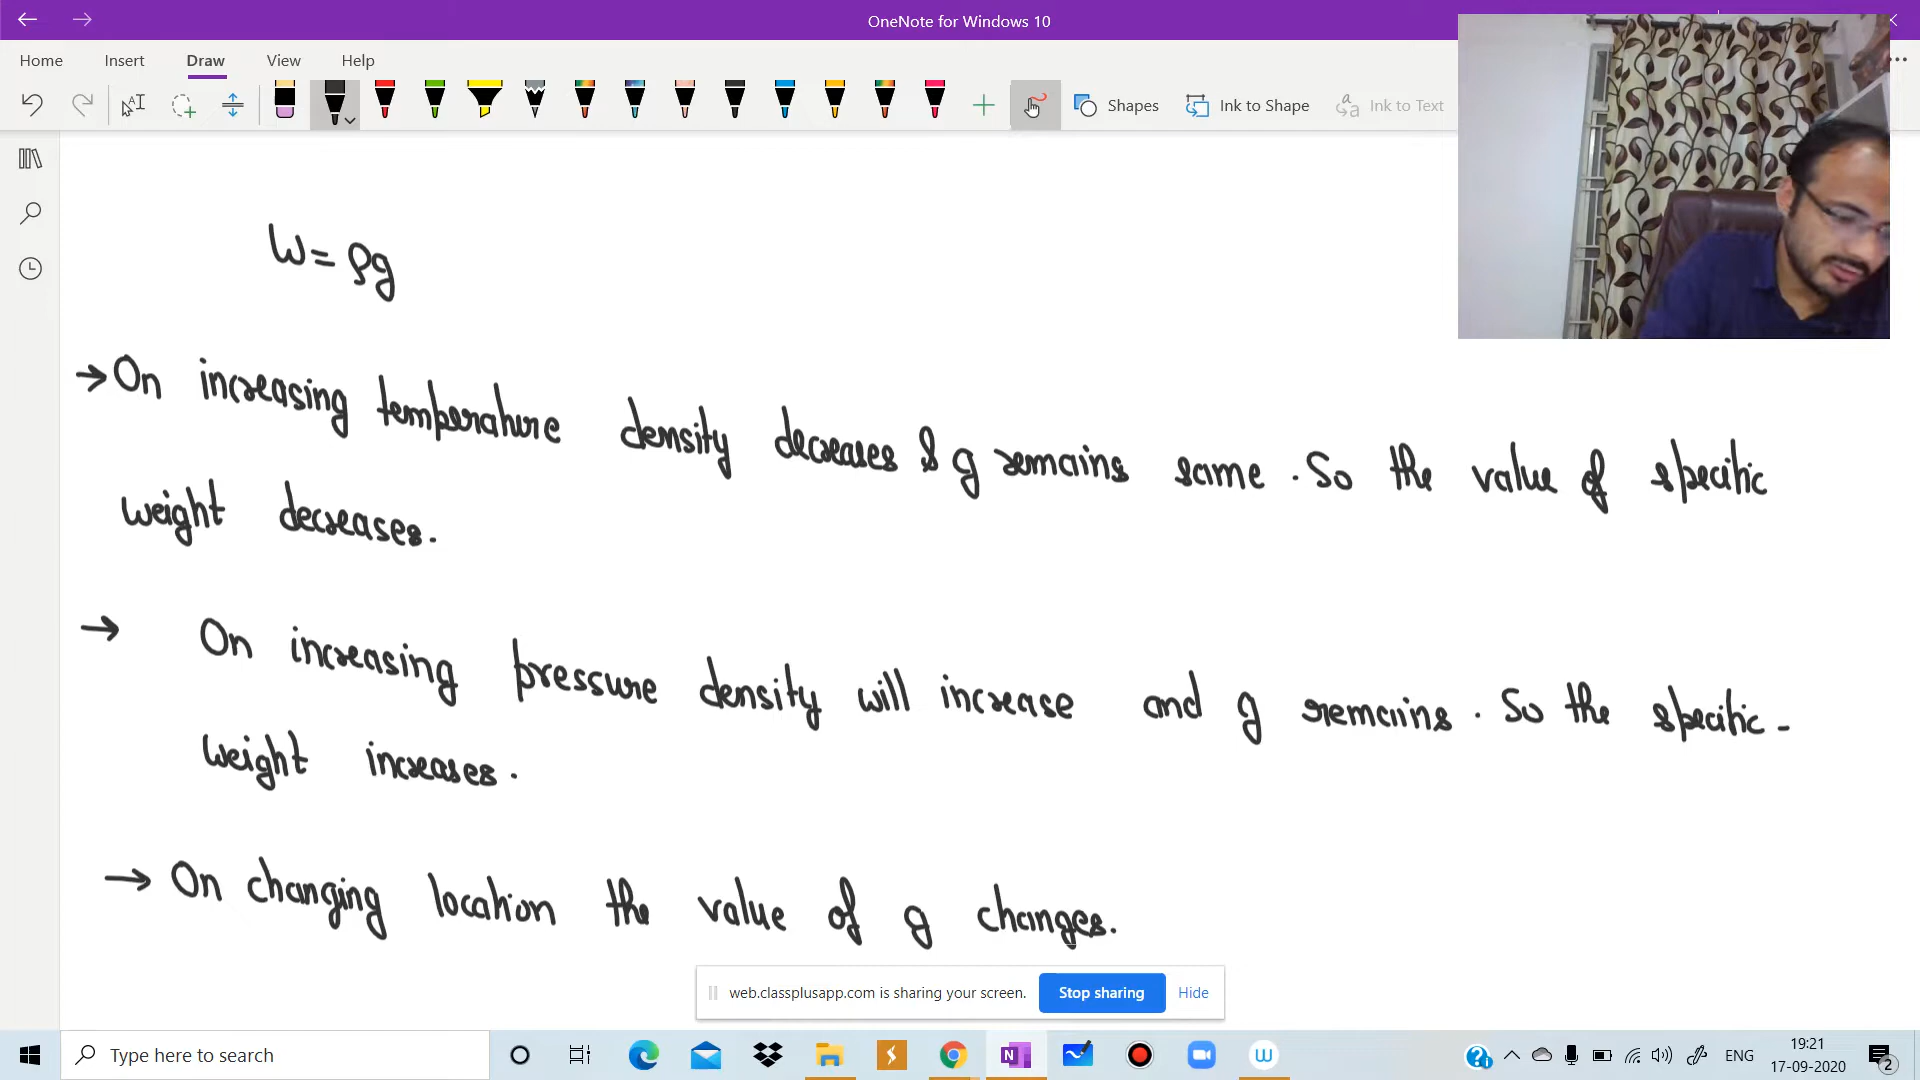 OneNote for Windows 10
Home Insert Draw View Help
Shapes Ink to Shape Ink to Text
W = ρg
→ On increasing temperature density decreases & g remains same. So the value of specific
weight decreases.
→ On increasing pressure density will increase and g remains. So the specific-
weight increases.
→ On changing location the value of g changes.
web.classplusapp.com is sharing your screen. Stop sharing Hide
Type here to search
ENG 19:21
17-09-2020 2